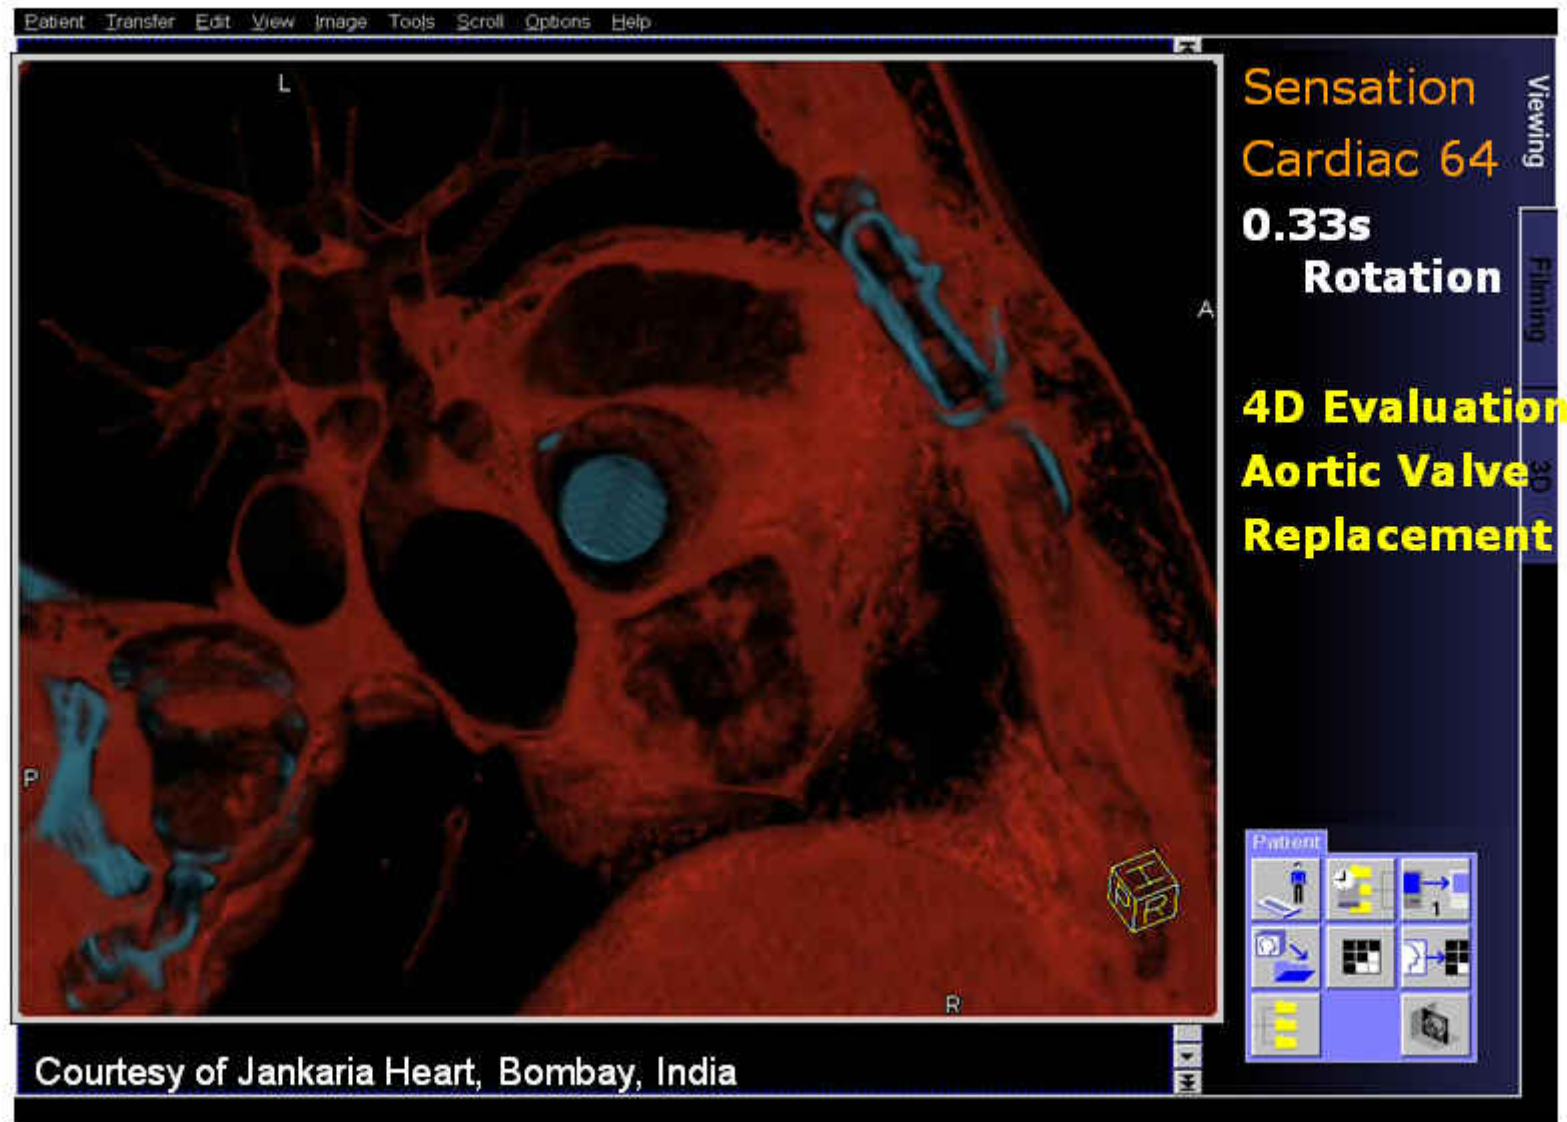 Patient Transfer Edit View Image Tools Scroll Options Help
L
A
P
R
H
P
R
Sensation
Cardiac 64
0.33s
Rotation
4D Evaluation
Aortic Valve
Replacement
Viewing
Filming
3D
Patient
1
Courtesy of Jankaria Heart, Bombay, India